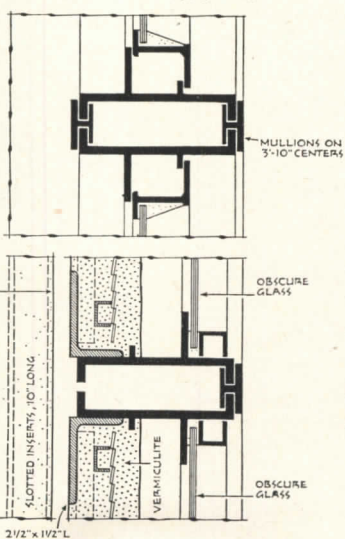 MULLIONS ON
3'-10" CENTERS
OBSCURE
GLASS
SLOTTED INSERTS, 10" LONG
VERMICULITE
OBSCURE
GLASS
2 1/2" x 1 1/2" L